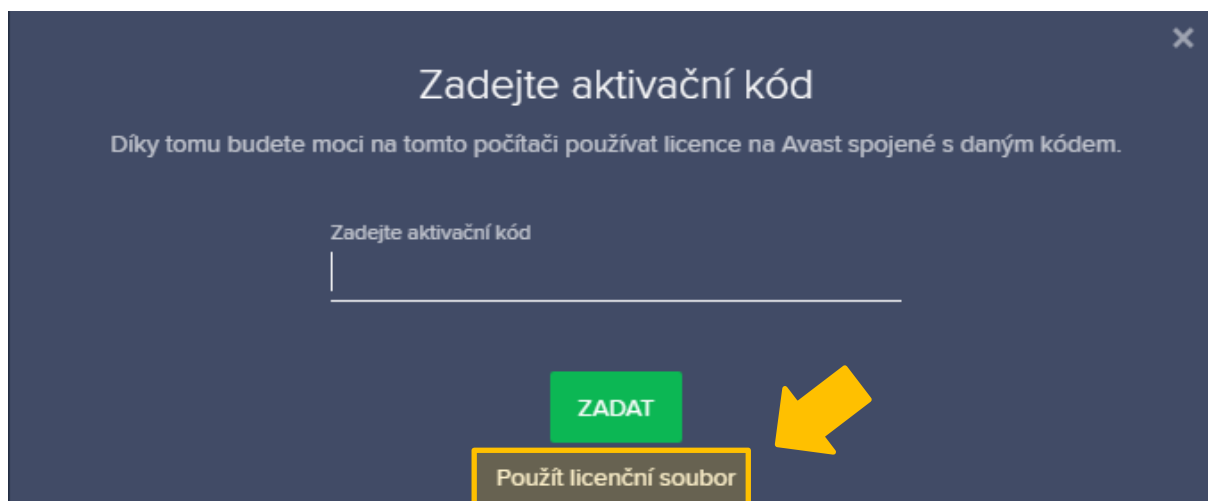 Zadejte aktivační kód
Díky tomu budete moci na tomto počítači používat licence na Avast spojené s daným kódem.
Zadejte aktivační kód
ZADAT
Použít licenční soubor